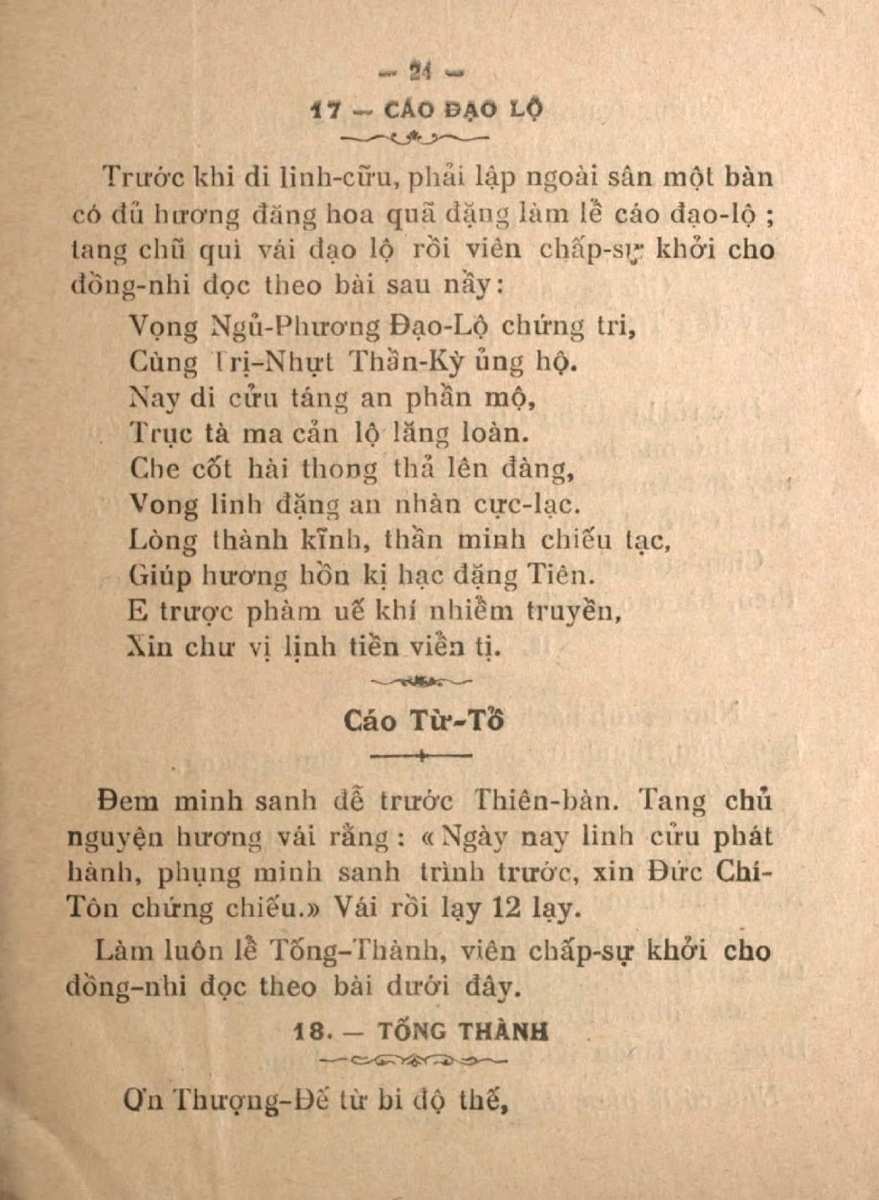 — 24 —
17 — CÁO ĐẠO LỘ
Trước khi di linh-cữu, phải lập ngoài sân một bàn
có đủ hương đăng hoa quã đặng làm lễ cáo đạo-lộ ;
tang chũ quì vái đạo lộ rồi viên chấp-sự khởi cho
đồng-nhi đọc theo bài sau nầy :
Vọng Ngủ-Phương Đạo-Lộ chứng tri,
Cùng Trị-Nhựt Thần-Kỳ ủng hộ.
Nay di cửu táng an phần mộ,
Trục tà ma cản lộ lăng loàn.
Che cốt hài thong thả lên đàng,
Vong linh đặng an nhàn cực-lạc.
Lòng thành kĩnh, thần minh chiếu tạc,
Giúp hương hồn kị hạc đặng Tiên.
E trược phàm uế khí nhiễm truyền,
Xin chư vị lịnh tiền viễn tị.
Cáo Từ-Tổ
Đem minh sanh dễ trước Thiên-bàn. Tang chủ
nguyện hương vái rằng : « Ngày nay linh cửu phát
hành, phụng minh sanh trình trước, xin Đức Chí-
Tôn chứng chiếu.» Vái rồi lạy 12 lạy.
Làm luôn lễ Tống-Thành, viên chấp-sự khởi cho
đồng-nhi đọc theo bài dưới đây.
18. — TỐNG THÀNH
Ơn Thượng-Đế từ bi độ thế,